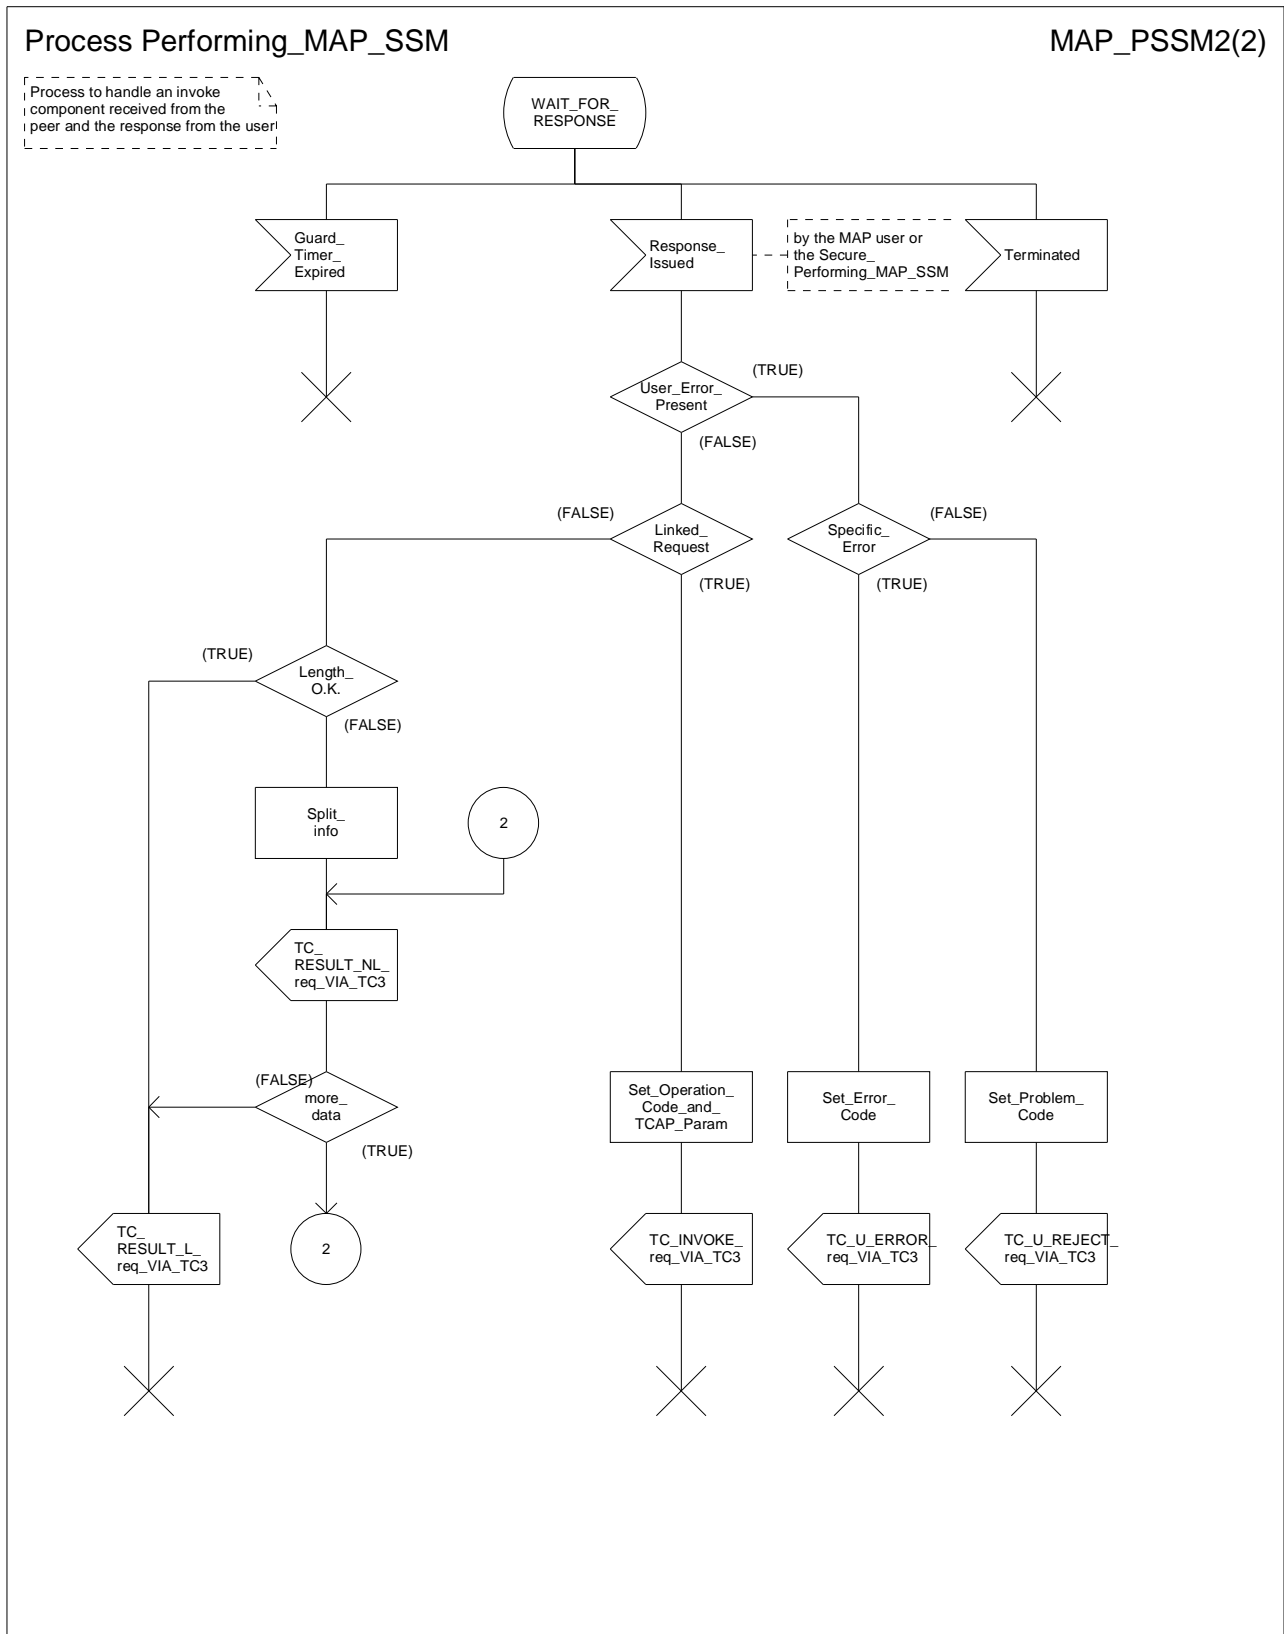 Process Performing_MAP_SSM
MAP_PSSM2(2)
Process to handle an invoke
component received from the
peer and the response from the user
WAIT_FOR_
RESPONSE
Guard_
Timer_
Expired
Response_
Issued
by the MAP user or
the Secure_
Performing_MAP_SSM
Terminated
User_Error_
Present
(TRUE)
(FALSE)
(FALSE)
Linked_
Request
(TRUE)
Specific_
Error
(FALSE)
(TRUE)
(TRUE)
Length_
O.K.
(FALSE)
Split_
info
2
TC_
RESULT_NL_
req_VIA_TC3
(FALSE)
more_
data
(TRUE)
Set_Operation_
Code_and_
TCAP_Param
Set_Error_
Code
Set_Problem_
Code
TC_
RESULT_L_
req_VIA_TC3
2
TC_INVOKE_
req_VIA_TC3
TC_U_ERROR_
req_VIA_TC3
TC_U_REJECT_
req_VIA_TC3